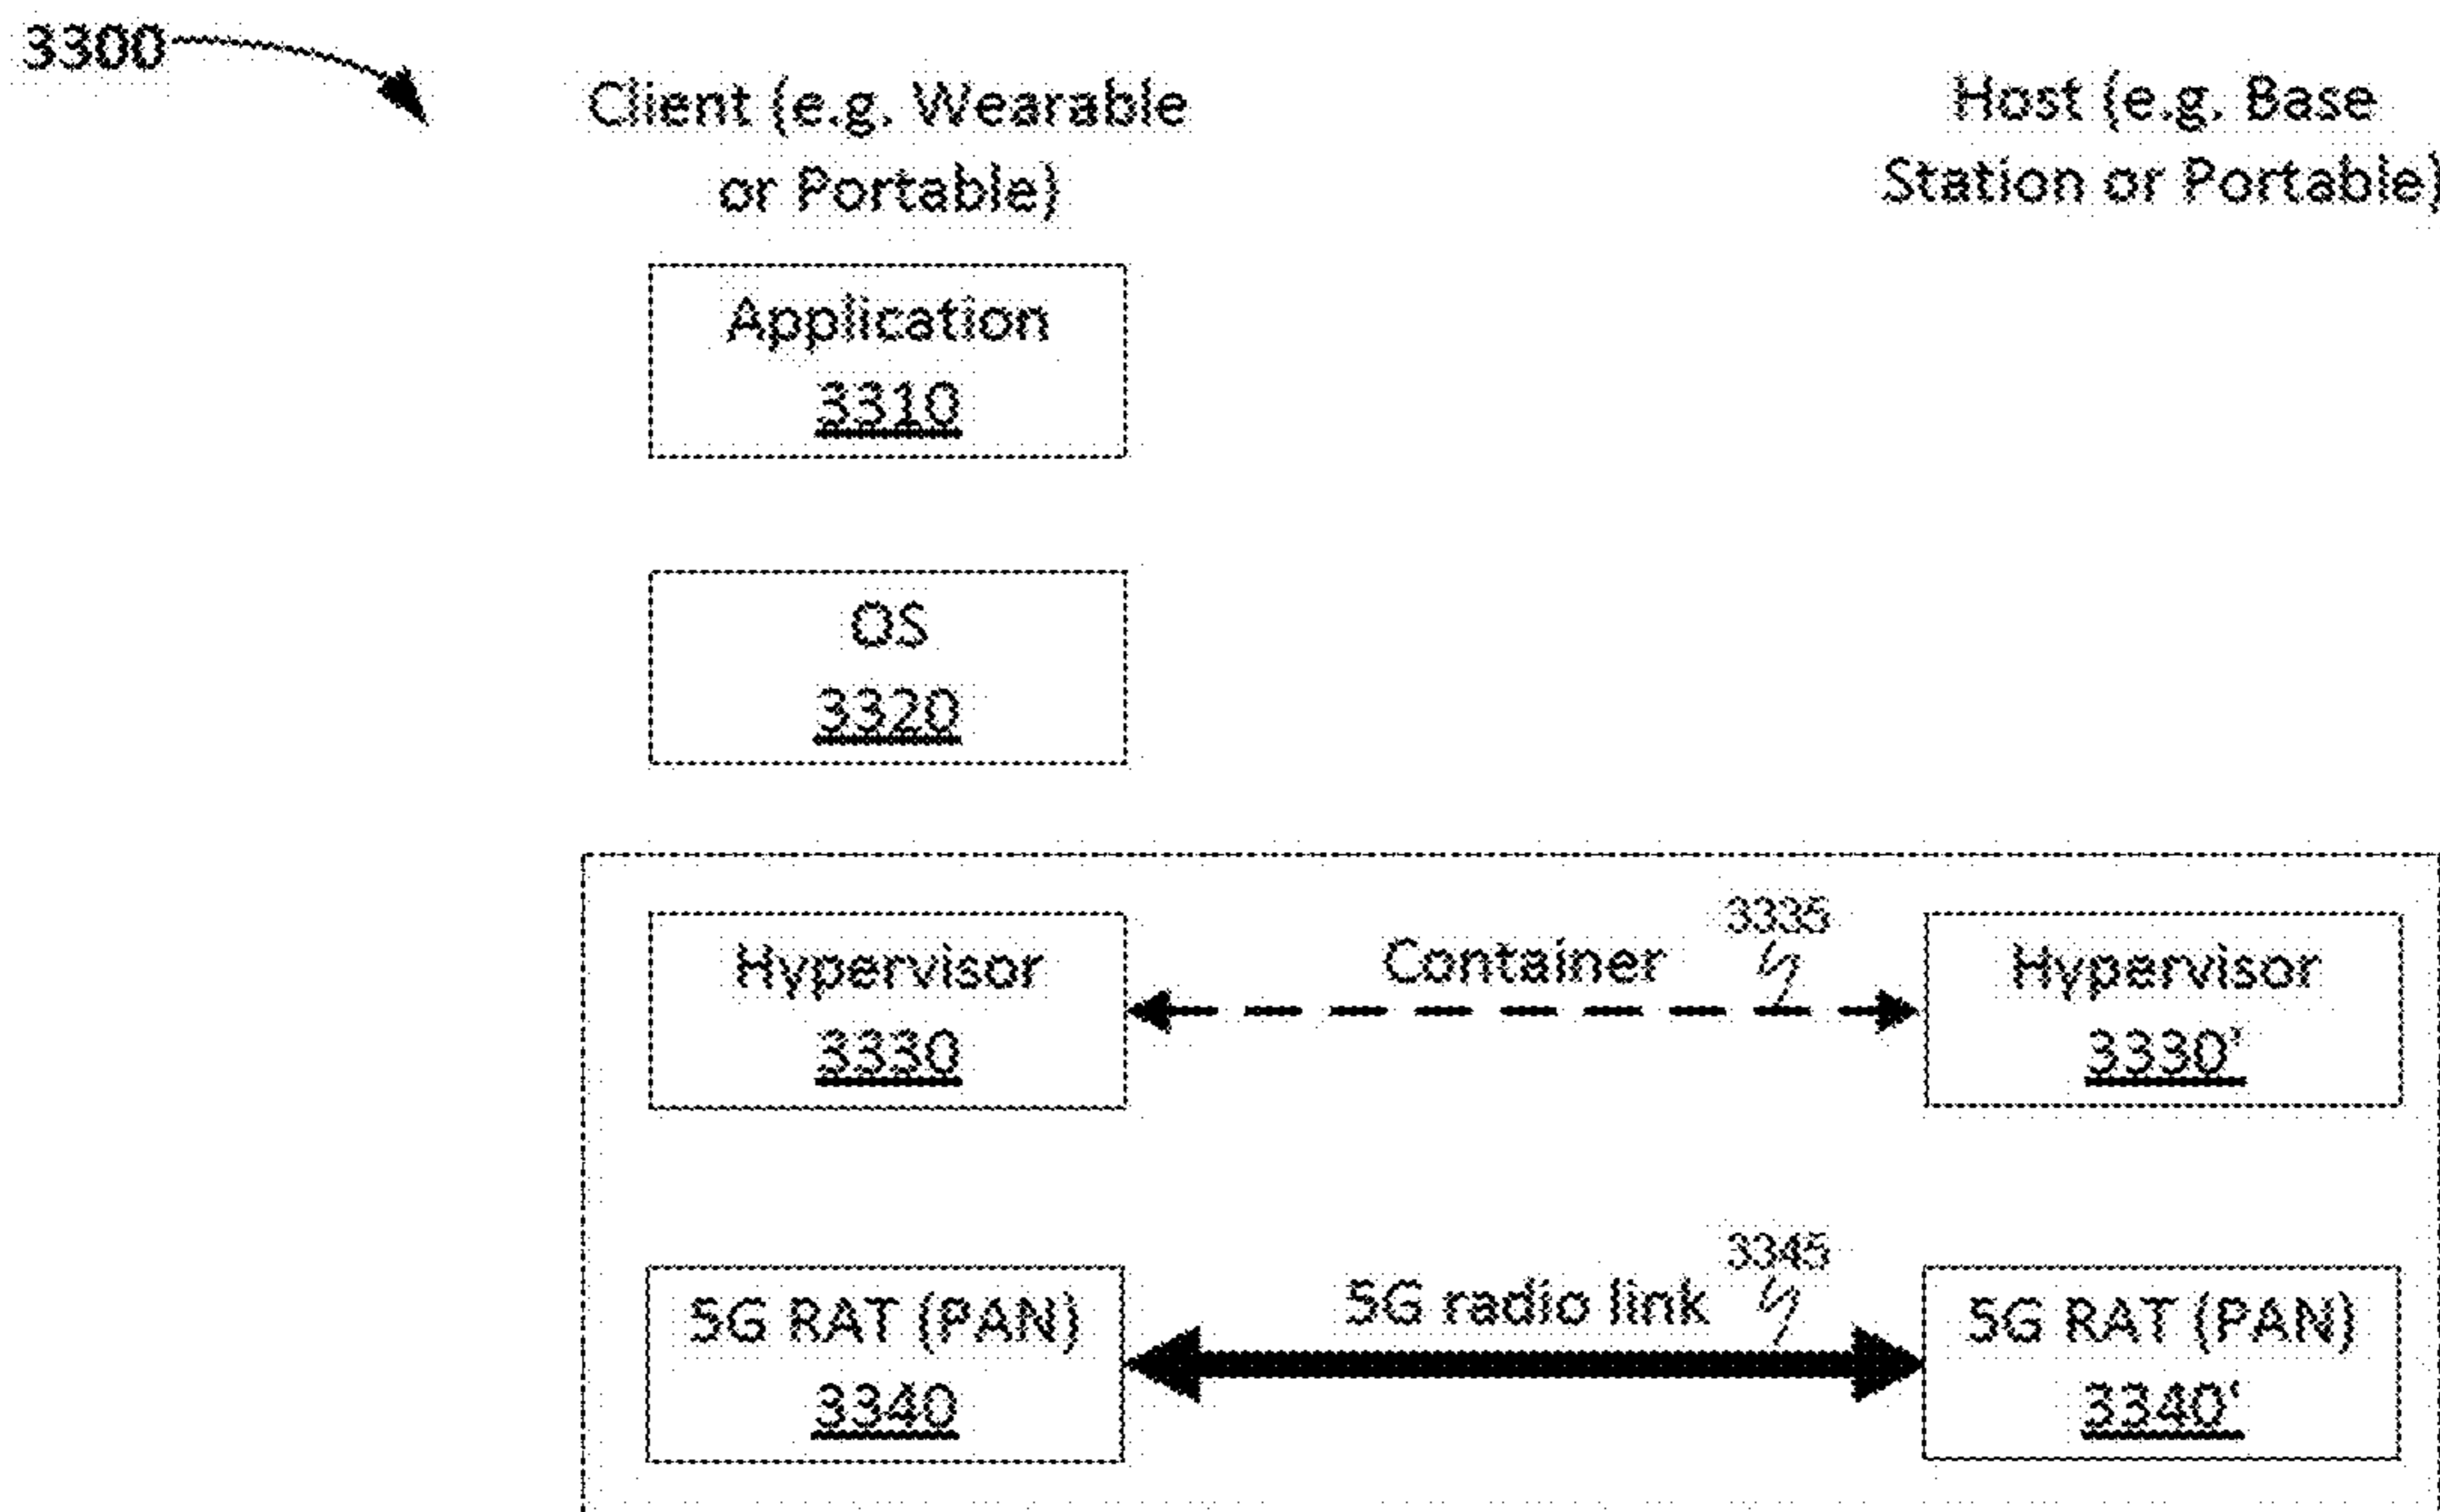 3300
Client (e.g. Wearable
or Portable)
Host (e.g. Base
Station or Portable)
Application
3310
OS
3320
Hypervisor
3330
Container
3335
Hypervisor
3330'
5G RAT (PAN)
3340
5G radio link
3345
5G RAT (PAN)
3340'